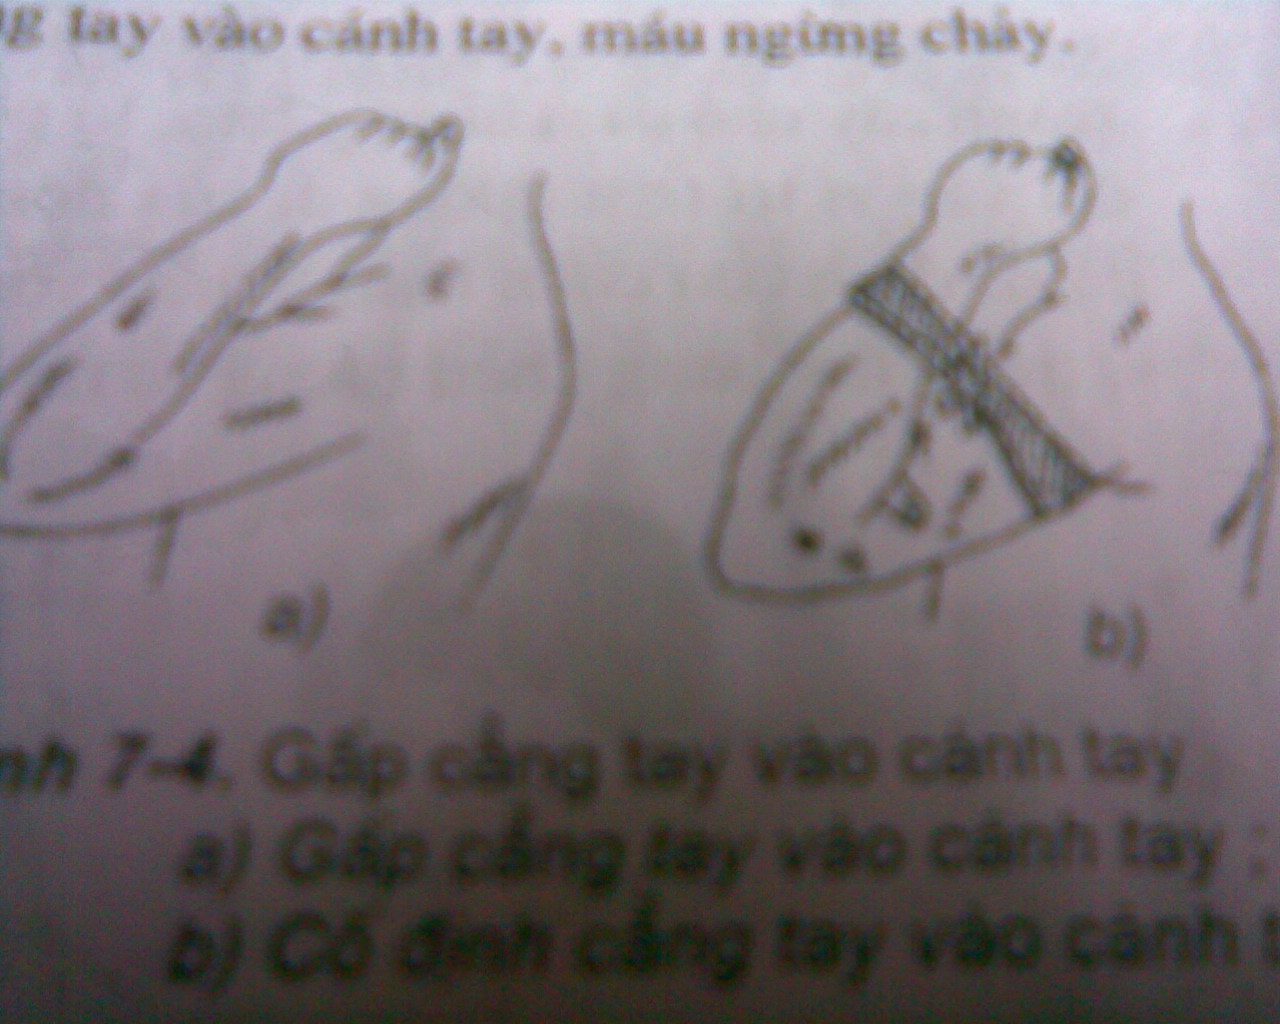 tay vào cánh tay, máu ngừng chảy.
a)
b)
7-4. Gấp cẳng tay vào cánh tay
a) Gấp cẳng tay vào cánh tay ;
b) Cố định cẳng tay vào cánh